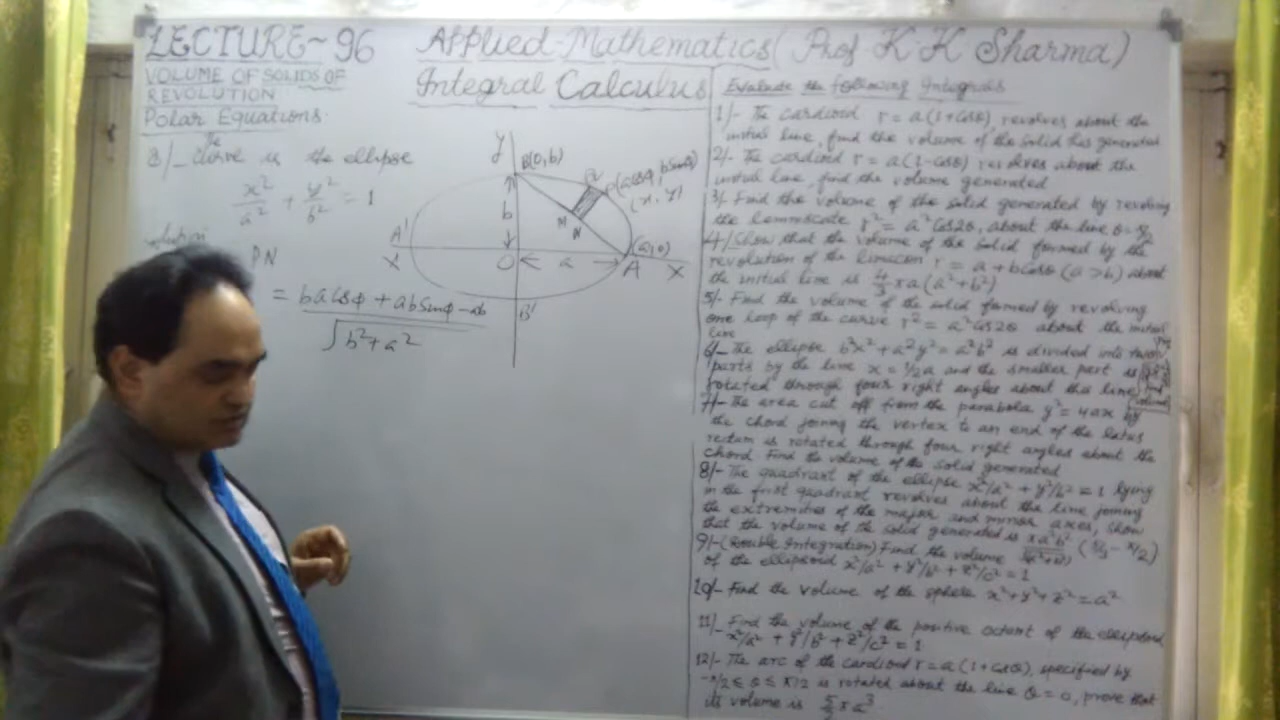 LECTURE~96 Applied-Mathematics (Prof K K Sharma)
Integral Calculus
VOLUME OF SOLIDS OF
REVOLUTION
Polar Equations.
8/- The Curve is the ellipse
x²/a² + y²/b² = 1
PN
= (ba Cosφ + ab Sinφ - ab) / √(b²+a²)
y
B(0,b)
Q
P(a cosφ, b sinφ)
(x, y)
M
N
b
A'
X'
O
a
(a, 0)
A
X
B'
Evaluate the following Integrals
1/- The Cardioid r = a(1+Cosθ) revolves about the
initial line, find the volume of the solid thus generated
2/- The Cardioid r = a(1-Cosθ) revolves about the
initial line, find the volume generated
3/- Find the volume of the solid generated by revolving
the lemniscate r² = a² Cos2θ, about the line θ = π/2
4/- Show that the volume of the solid formed by the
revolution of the limacon r = a + b Cosθ (a > b) about
the initial line is 4/3 πa(a²+b²)
5/- Find the volume of the solid formed by revolving
one loop of the curve r² = a² Cos2θ about the initial
line
6/- The ellipse b²x² + a²y² = a²b² is divided into two
parts by the line x = 1/2a and the smaller part is
rotated through four right angles about this line
7/- The area cut off from the parabola y² = 4ax by
the chord joining the vertex to an end of the latus
rectum is rotated through four right angles about the
chord Find the volume of the solid generated
8/- The quadrant of the ellipse x²/a² + y²/b² = 1 lying
in the first quadrant revolves about the line joining
the extremities of the major and minor axes, show
that the volume of the solid generated is πa²b²/√(a²+b²) (5/3 - π/2)
9/- (Double Integration) Find the volume
of the ellipsoid x²/a² + y²/b² + z²/c² = 1
10/- Find the volume of the sphere x²+y²+z² = a²
11/- Find the volume of the positive octant of the ellipsoid
x²/a² + y²/b² + z²/c² = 1
12/- The arc of the cardioid r = a(1+Cosθ), specified by
-π/2 ≤ θ ≤ π/2 is rotated about the line θ = 0, prove that
its volume is 5/2 πa³